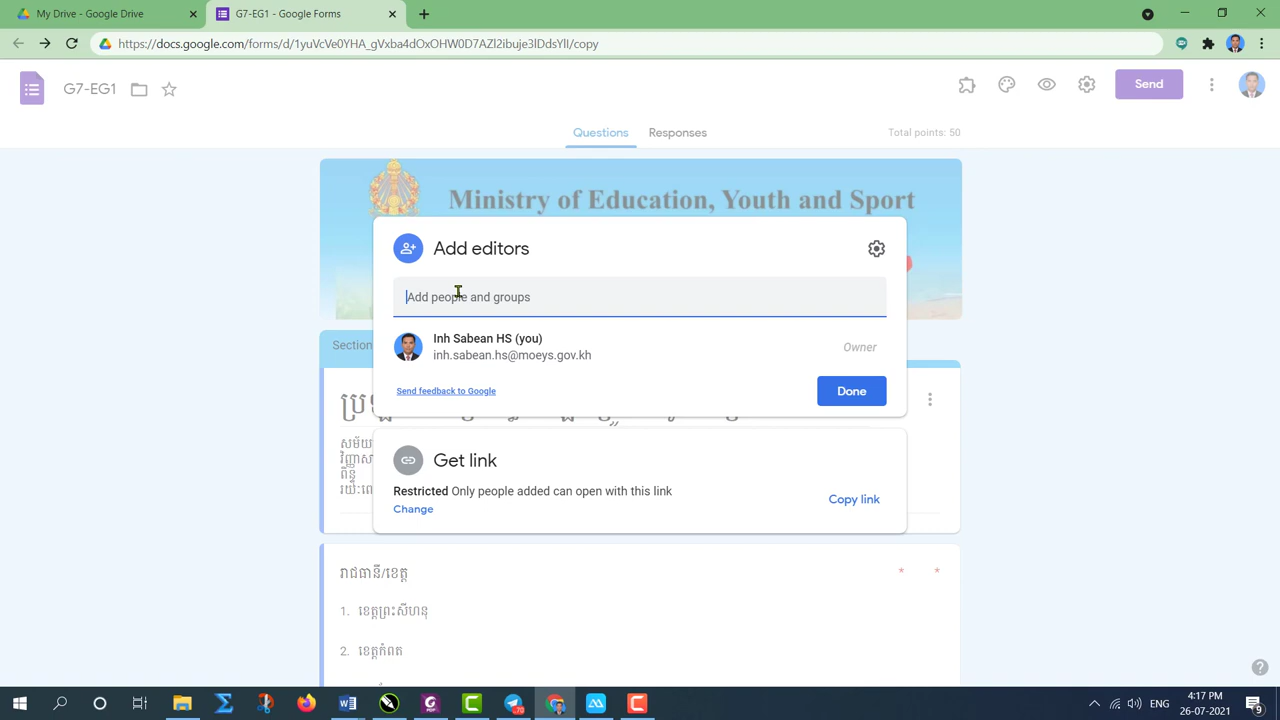 My Drive - Google Drive
G7-EG1 - Google Forms
https://docs.google.com/forms/d/1yuVcVe0YHA_gVxba4dOxOHW0D7AZl2ibuje3lDdsYlI/copy
G7-EG1
Send
Questions
Responses
Total points: 50
Ministry of Education, Youth and Sport
Add editors
Add people and groups
Inh Sabean HS (you)
inh.sabean.hs@moeys.gov.kh
Owner
Send feedback to Google
Done
Section
Get link
Restricted Only people added can open with this link
Change
Copy link
រាជធានី/ខេត្ត
* *
1. ខេត្តព្រះសីហនុ
2. ខេត្តកំពត
70
ENG
4:17 PM
26-07-2021
9